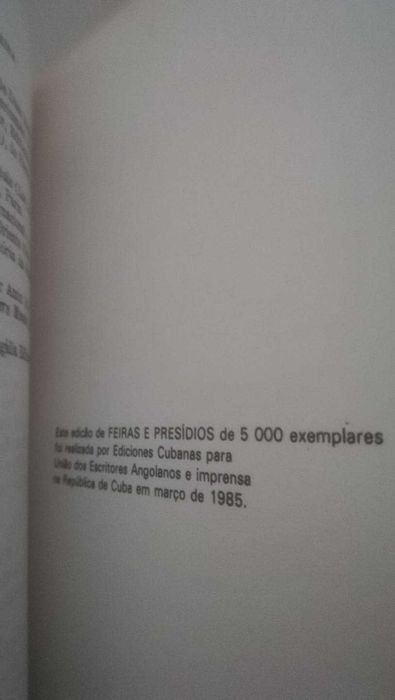 Esta edição de FEIRAS E PRESÍDIOS de 5 000 exemplares
foi realizada por Ediciones Cubanas para
União dos Escritores Angolanos e imprensa
na República de Cuba em março de 1985.